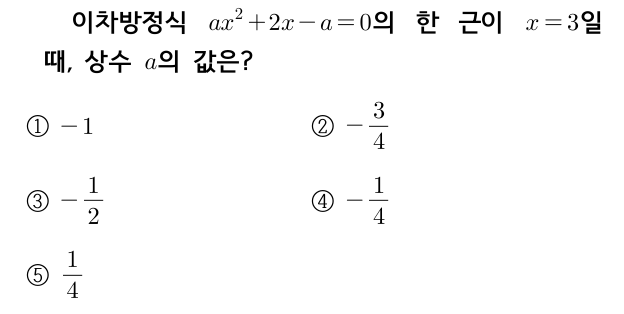 이차방정식 $ax^2+2x-a=0$의 한 근이 $x=3$일
때, 상수 $a$의 값은?
① $-1$ ② $-\frac{3}{4}$
③ $-\frac{1}{2}$ ④ $-\frac{1}{4}$
⑤ $\frac{1}{4}$